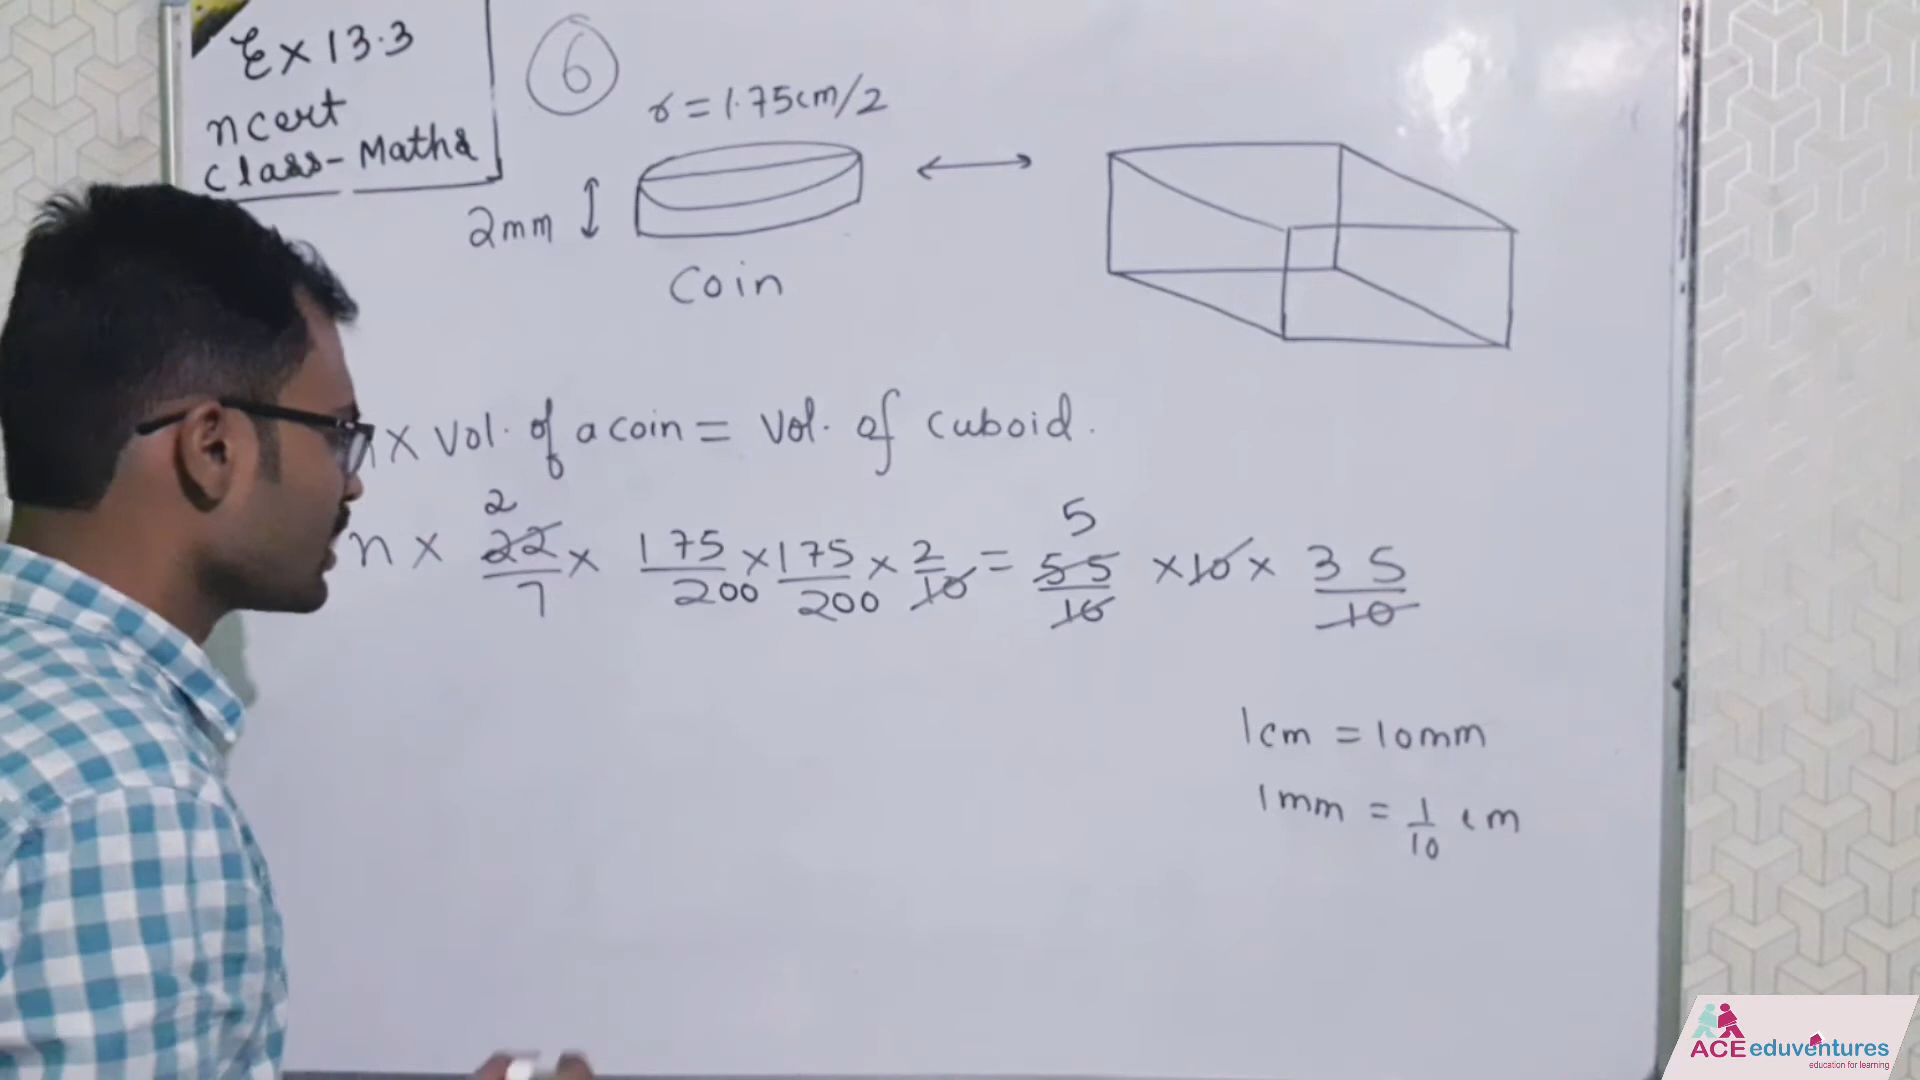 Ex 13.3
ncert
Class - Maths
6
r = 1.75cm/2
2mm
Coin
n x Vol. of a coin = Vol. of cuboid.
2
5
n x 22/7 x 175/200 x 175/200 x 2/10 = 55/10 x 10 x 35/10
1cm = 10mm
1mm = 1/10 cm
ACE eduventures
education for learning